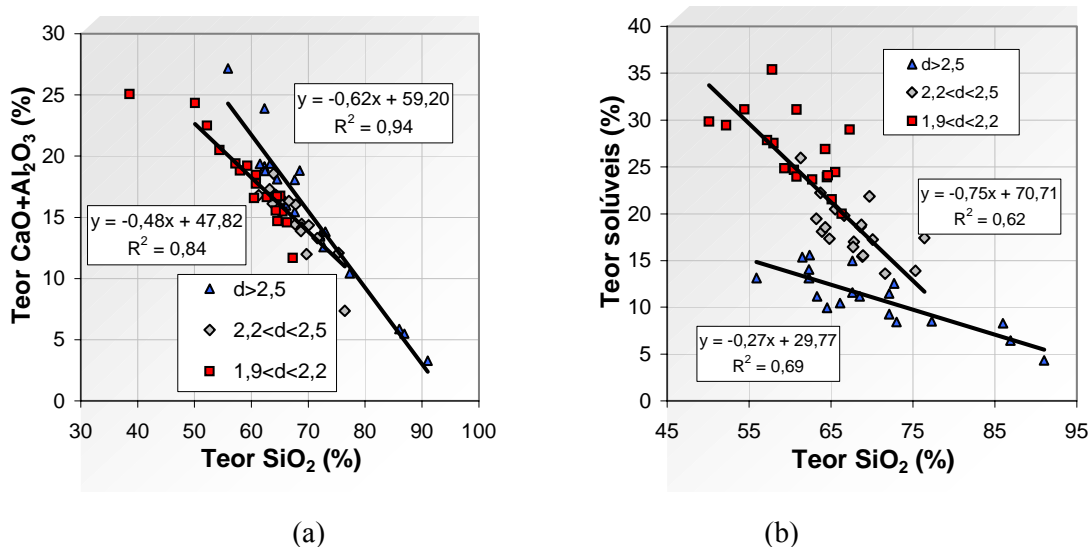 30
25
20
15
10
5
0
Teor CaO+Al₂O₃ (%)
y = -0,62x + 59,20
R² = 0,94
y = -0,48x + 47,82
R² = 0,84
d>2,5
2,2<d<2,5
1,9<d<2,2
30 40 50 60 70 80 90 100
Teor SiO₂ (%)
(a)
40
35
30
25
20
15
10
5
0
Teor solúveis (%)
d>2,5
2,2<d<2,5
1,9<d<2,2
y = -0,75x + 70,71
R² = 0,62
y = -0,27x + 29,77
R² = 0,69
45 55 65 75 85 95
Teor SiO₂ (%)
(b)